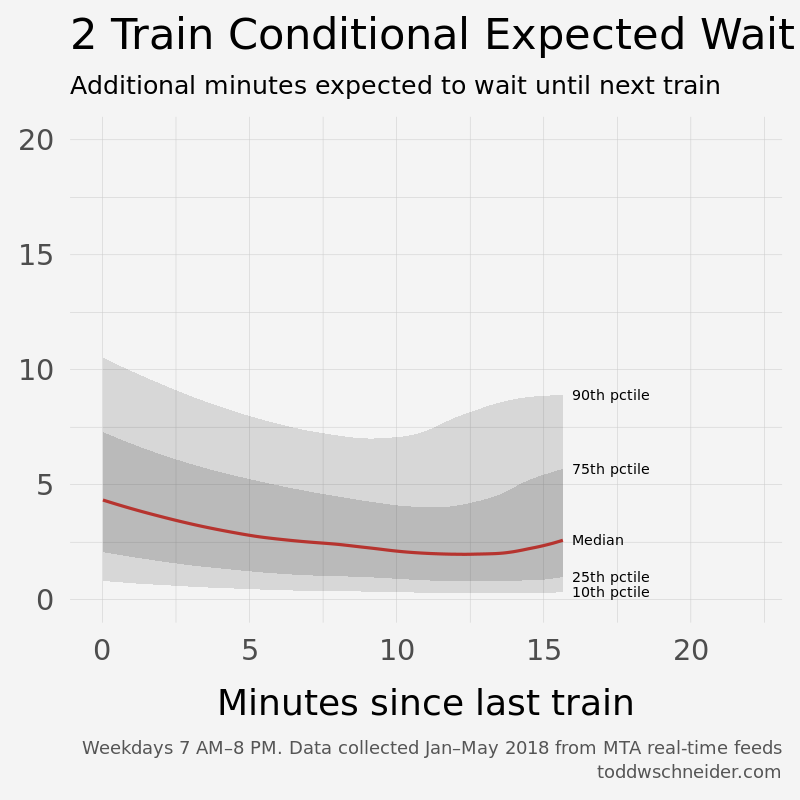 2 Train Conditional Expected Wait
Additional minutes expected to wait until next train
20
15
10
5
0
90th pctile
75th pctile
Median
25th pctile
10th pctile
0 5 10 15 20
Minutes since last train
Weekdays 7 AM–8 PM. Data collected Jan–May 2018 from MTA real-time feeds
toddwschneider.com